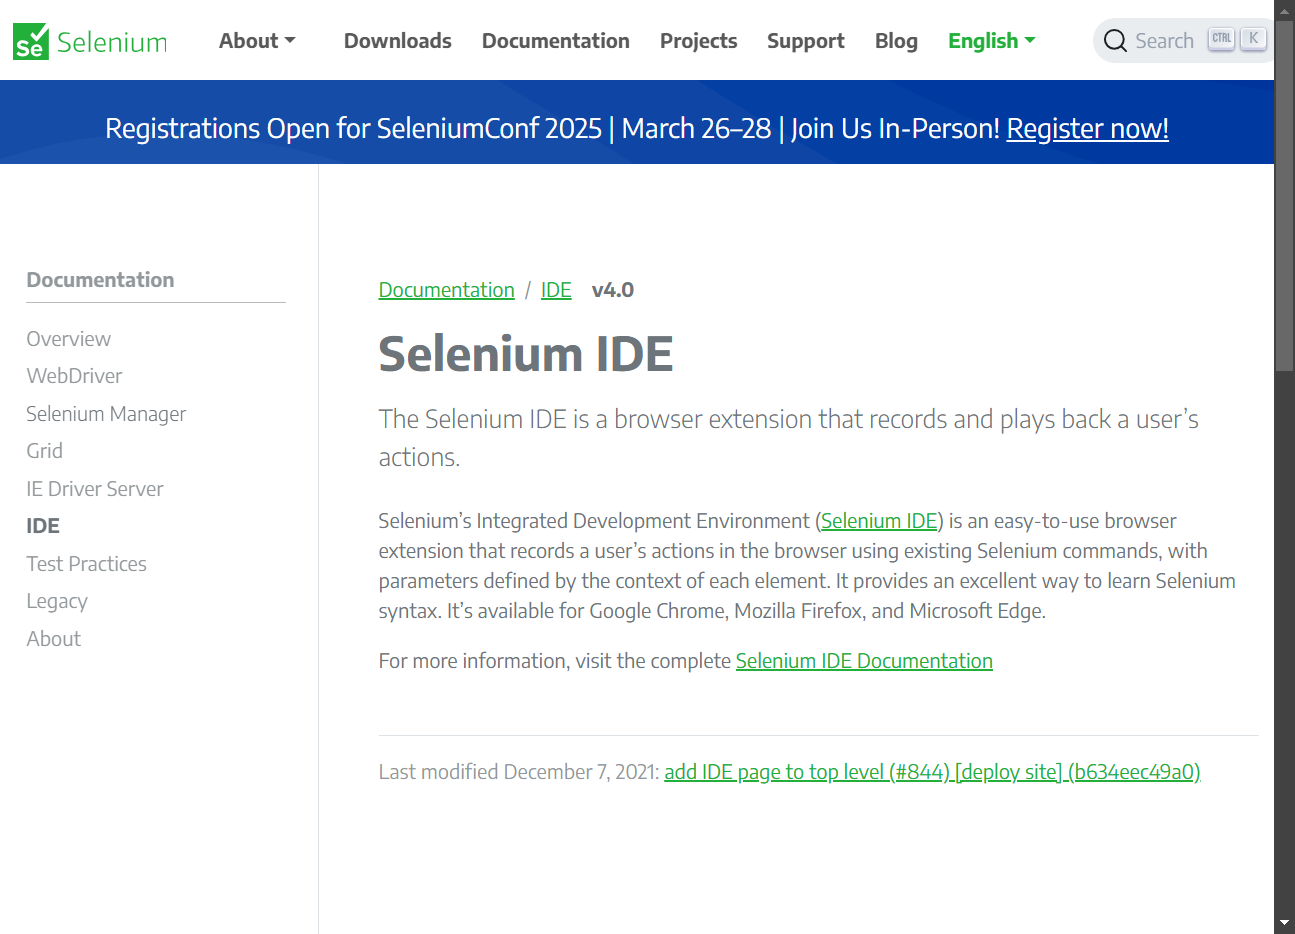 Se Selenium About Downloads Documentation Projects Support Blog English Search CTRL K
Registrations Open for SeleniumConf 2025 | March 26–28 | Join Us In-Person! Register now!
Documentation
Overview
WebDriver
Selenium Manager
Grid
IE Driver Server
IDE
Test Practices
Legacy
About
Documentation / IDE v4.0
Selenium IDE
The Selenium IDE is a browser extension that records and plays back a user’s
actions.
Selenium’s Integrated Development Environment (Selenium IDE) is an easy-to-use browser
extension that records a user’s actions in the browser using existing Selenium commands, with
parameters defined by the context of each element. It provides an excellent way to learn Selenium
syntax. It’s available for Google Chrome, Mozilla Firefox, and Microsoft Edge.
For more information, visit the complete Selenium IDE Documentation
Last modified December 7, 2021: add IDE page to top level (#844) [deploy site] (b634eec49a0)